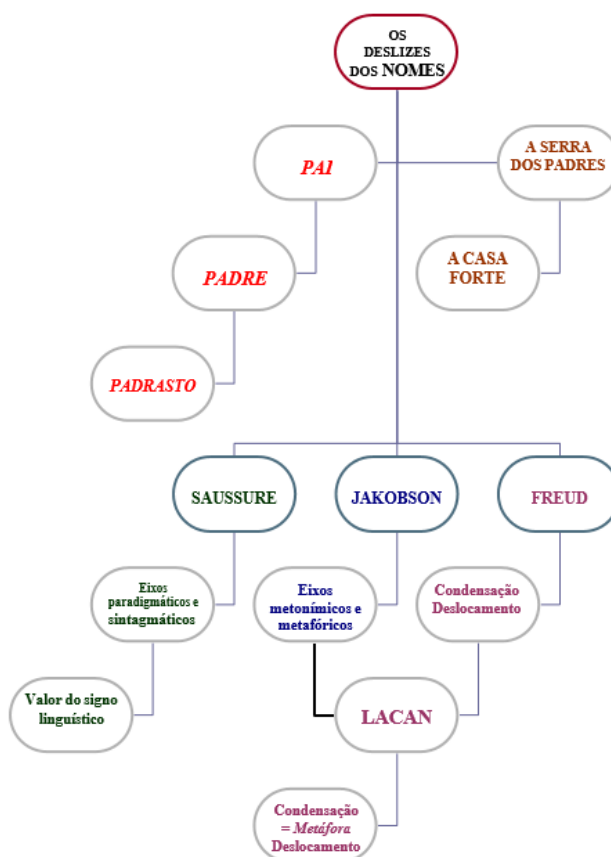 OS
DESLIZES
DOS NOMES
PAI
A SERRA
DOS PADRES
PADRE
A CASA
FORTE
PADRASTO
SAUSSURE
JAKOBSON
FREUD
Eixos
paradigmáticos e
sintagmáticos
Eixos
metonímicos e
metafóricos
Condensação
Deslocamento
Valor do signo
linguístico
LACAN
Condensação
= Metáfora
Deslocamento